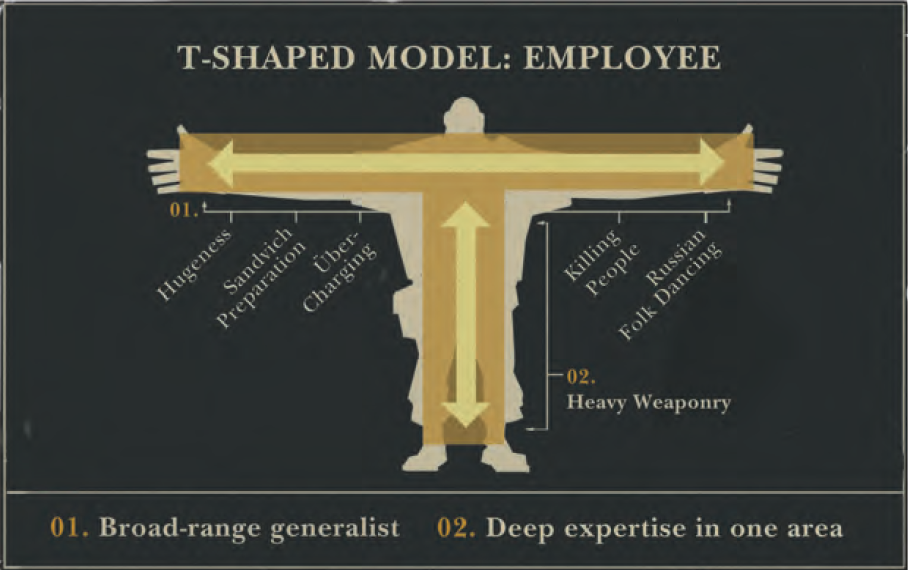 T-SHAPED MODEL: EMPLOYEE
01.
Hugeness
Sandvich
Preparation
Über-
Charging
Killing
People
Russian
Folk Dancing
02.
Heavy Weaponry
01. Broad-range generalist
02. Deep expertise in one area